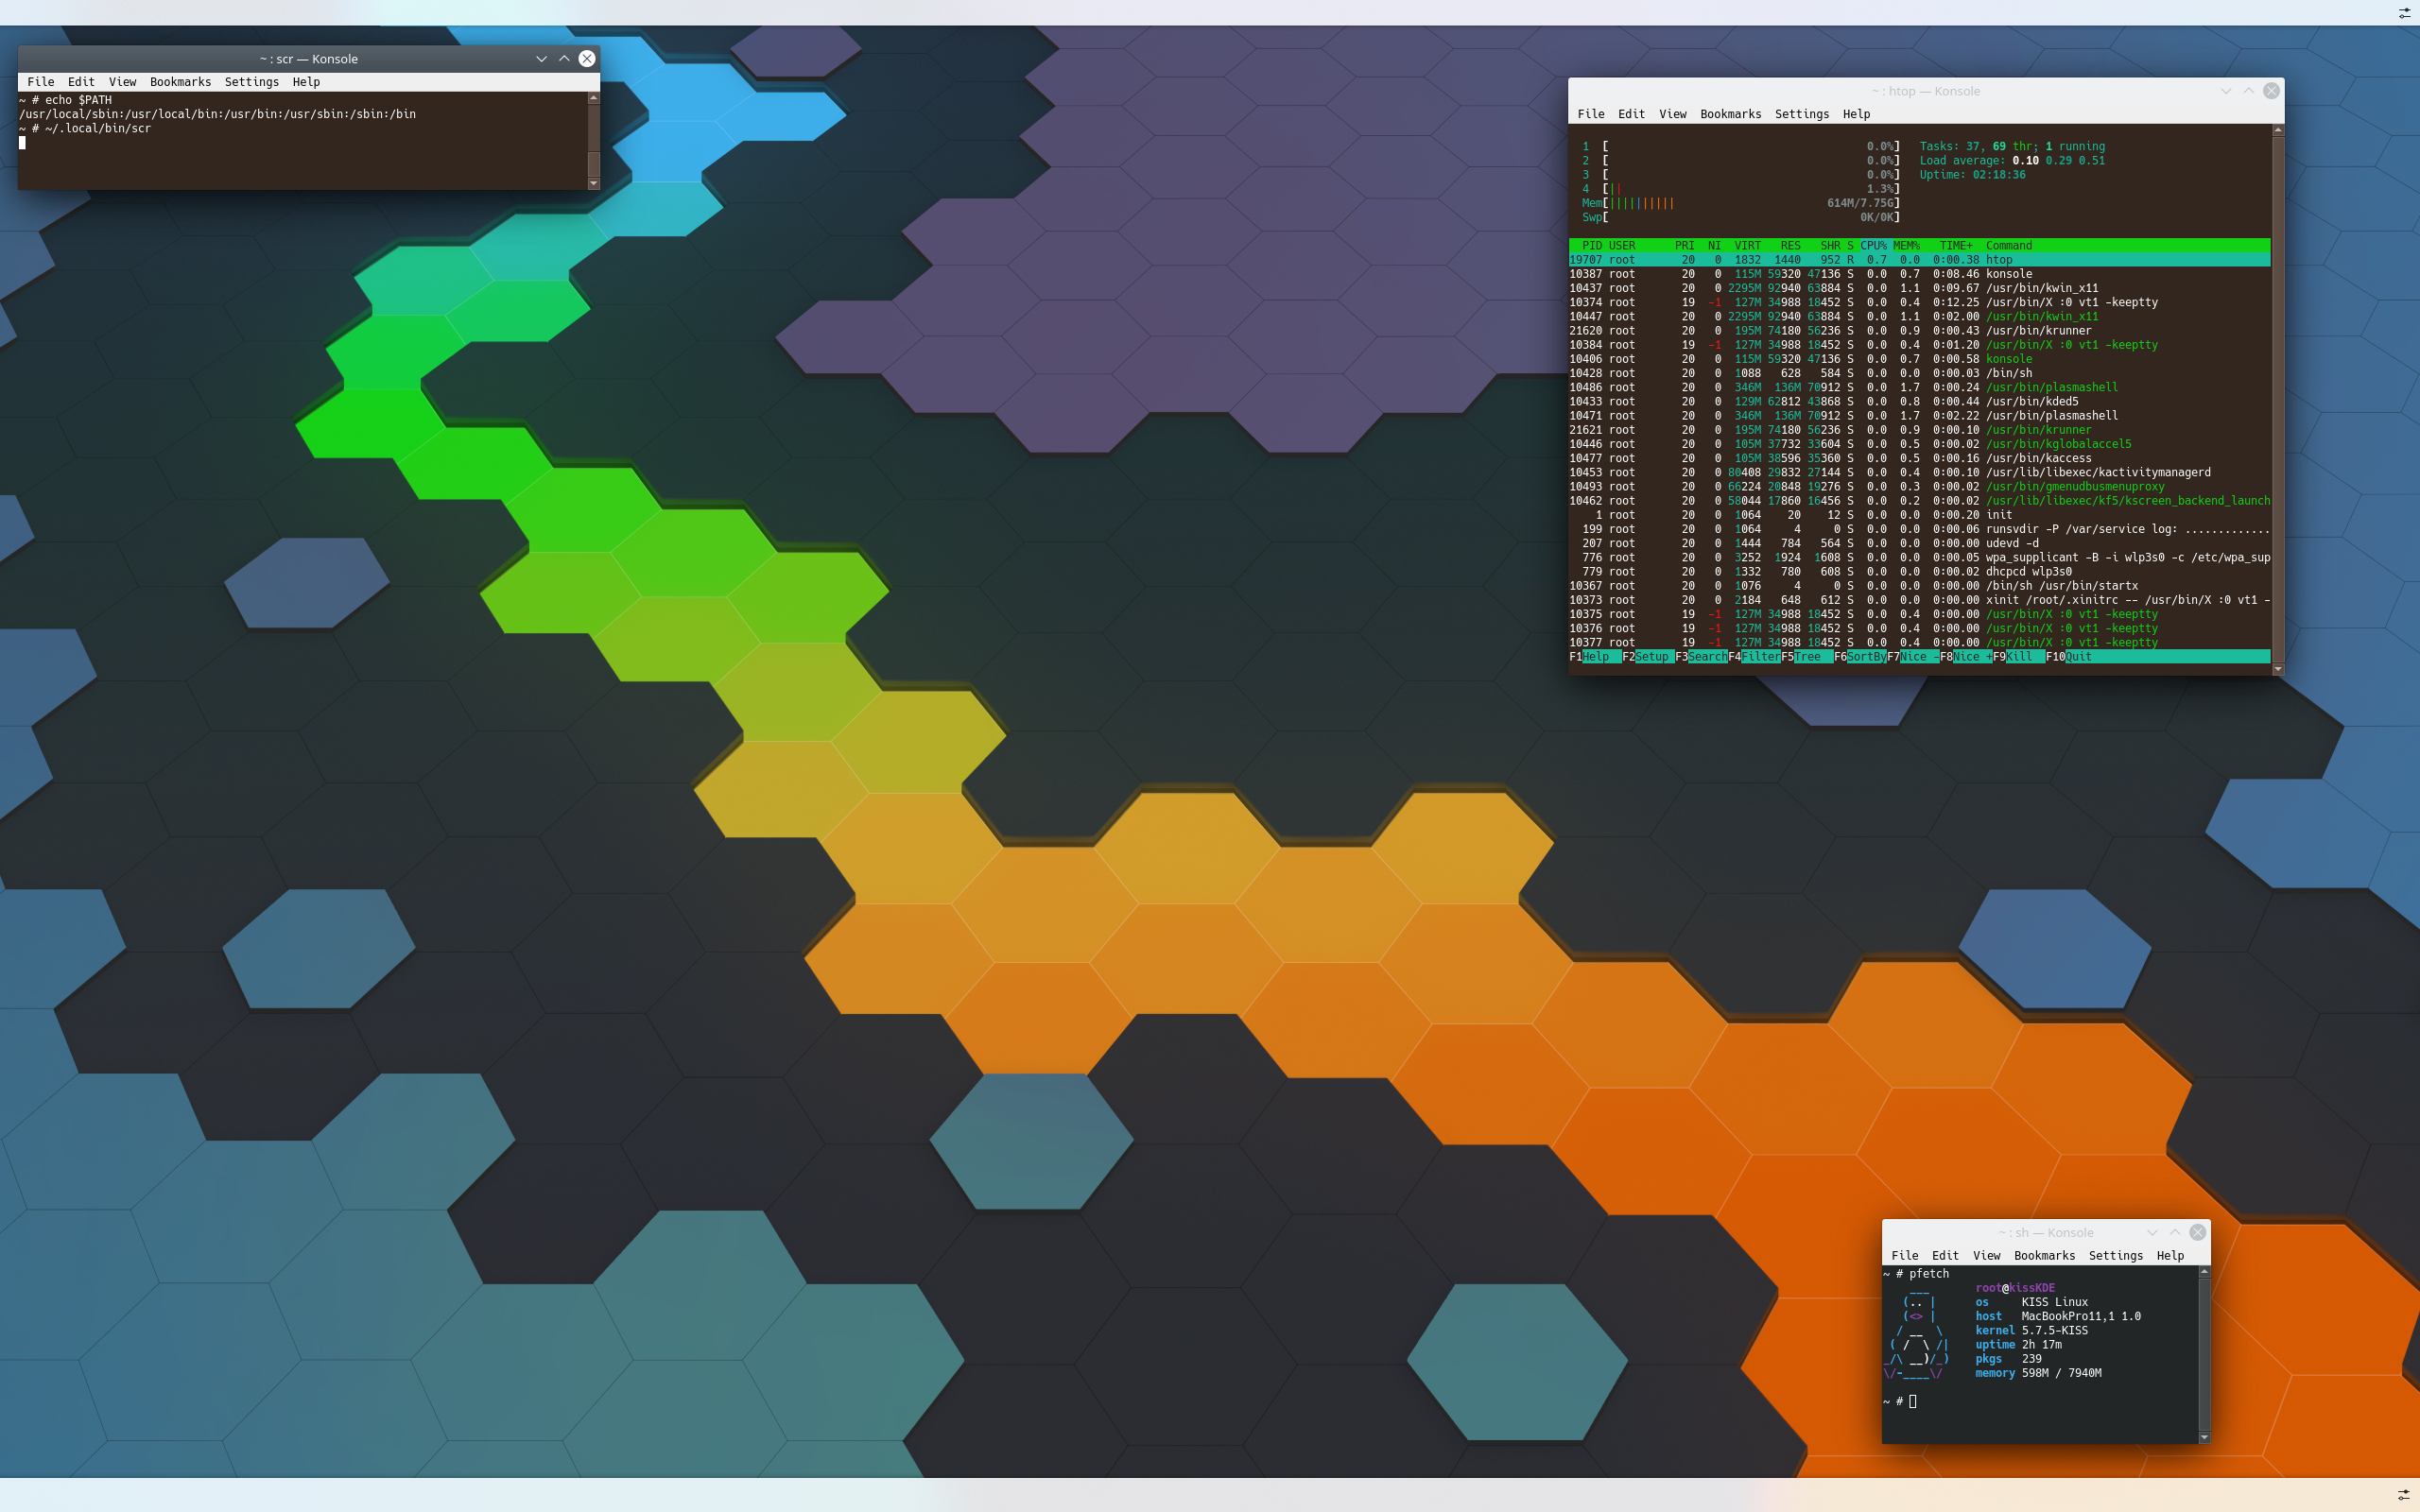 ~ : scr — Konsole
File Edit View Bookmarks Settings Help
~ # echo $PATH
/usr/local/sbin:/usr/local/bin:/usr/bin:/usr/sbin:/sbin:/bin
~ # ~/.local/bin/scr
~ : htop — Konsole
File Edit View Bookmarks Settings Help
1 [ 0.0%] Tasks: 37, 69 thr; 1 running
2 [ 0.0%] Load average: 0.10 0.29 0.51
3 [ 0.0%] Uptime: 02:18:36
4 [|| 1.3%]
Mem[|||||||||| 614M/7.75G]
Swp[ 0K/0K]
PID USER PRI NI VIRT RES SHR S CPU% MEM% TIME+ Command
19707 root 20 0 1832 1440 952 R 0.7 0.0 0:00.38 htop
10387 root 20 0 115M 59320 47136 S 0.0 0.7 0:08.46 konsole
10437 root 20 0 2295M 92940 63884 S 0.0 1.1 0:09.67 /usr/bin/kwin_x11
10374 root 19 -1 127M 34988 18452 S 0.0 0.4 0:12.25 /usr/bin/X :0 vt1 -keeptty
10447 root 20 0 2295M 92940 63884 S 0.0 1.1 0:02.00 /usr/bin/kwin_x11
21620 root 20 0 195M 74180 56236 S 0.0 0.9 0:00.43 /usr/bin/krunner
10384 root 19 -1 127M 34988 18452 S 0.0 0.4 0:01.20 /usr/bin/X :0 vt1 -keeptty
10406 root 20 0 115M 59320 47136 S 0.0 0.7 0:00.58 konsole
10428 root 20 0 1088 628 584 S 0.0 0.0 0:00.03 /bin/sh
10486 root 20 0 346M 136M 70912 S 0.0 1.7 0:00.24 /usr/bin/plasmashell
10433 root 20 0 129M 62812 43868 S 0.0 0.8 0:00.44 /usr/bin/kded5
10471 root 20 0 346M 136M 70912 S 0.0 1.7 0:02.22 /usr/bin/plasmashell
21621 root 20 0 195M 74180 56236 S 0.0 0.9 0:00.10 /usr/bin/krunner
10446 root 20 0 105M 37732 33604 S 0.0 0.5 0:00.02 /usr/bin/kglobalaccel5
10477 root 20 0 105M 38596 35360 S 0.0 0.5 0:00.16 /usr/bin/kaccess
10453 root 20 0 80408 29832 27144 S 0.0 0.4 0:00.10 /usr/lib/libexec/kactivitymanagerd
10493 root 20 0 66224 20848 19276 S 0.0 0.3 0:00.02 /usr/bin/gmenudbusmenuproxy
10462 root 20 0 58044 17860 16456 S 0.0 0.2 0:00.02 /usr/lib/libexec/kf5/kscreen_backend_launch
1 root 20 0 1064 20 12 S 0.0 0.0 0:00.20 init
199 root 20 0 1064 4 0 S 0.0 0.0 0:00.06 runsvdir -P /var/service log: .............
207 root 20 0 1444 784 564 S 0.0 0.0 0:00.00 udevd -d
776 root 20 0 3252 1924 1608 S 0.0 0.0 0:00.05 wpa_supplicant -B -i wlp3s0 -c /etc/wpa_sup
779 root 20 0 1332 780 608 S 0.0 0.0 0:00.02 dhcpcd wlp3s0
10367 root 20 0 1076 4 0 S 0.0 0.0 0:00.00 /bin/sh /usr/bin/startx
10373 root 20 0 2184 648 612 S 0.0 0.0 0:00.00 xinit /root/.xinitrc -- /usr/bin/X :0 vt1 -
10375 root 19 -1 127M 34988 18452 S 0.0 0.4 0:00.00 /usr/bin/X :0 vt1 -keeptty
10376 root 19 -1 127M 34988 18452 S 0.0 0.4 0:00.00 /usr/bin/X :0 vt1 -keeptty
10377 root 19 -1 127M 34988 18452 S 0.0 0.4 0:00.00 /usr/bin/X :0 vt1 -keeptty
F1Help F2Setup F3SearchF4FilterF5Tree F6SortByF7Nice -F8Nice +F9Kill F10Quit
~ : sh — Konsole
File Edit View Bookmarks Settings Help
~ # pfetch
root@kissKDE
os KISS Linux
host MacBookPro11,1 1.0
kernel 5.7.5-KISS
uptime 2h 17m
pkgs 239
memory 598M / 7940M
~ #